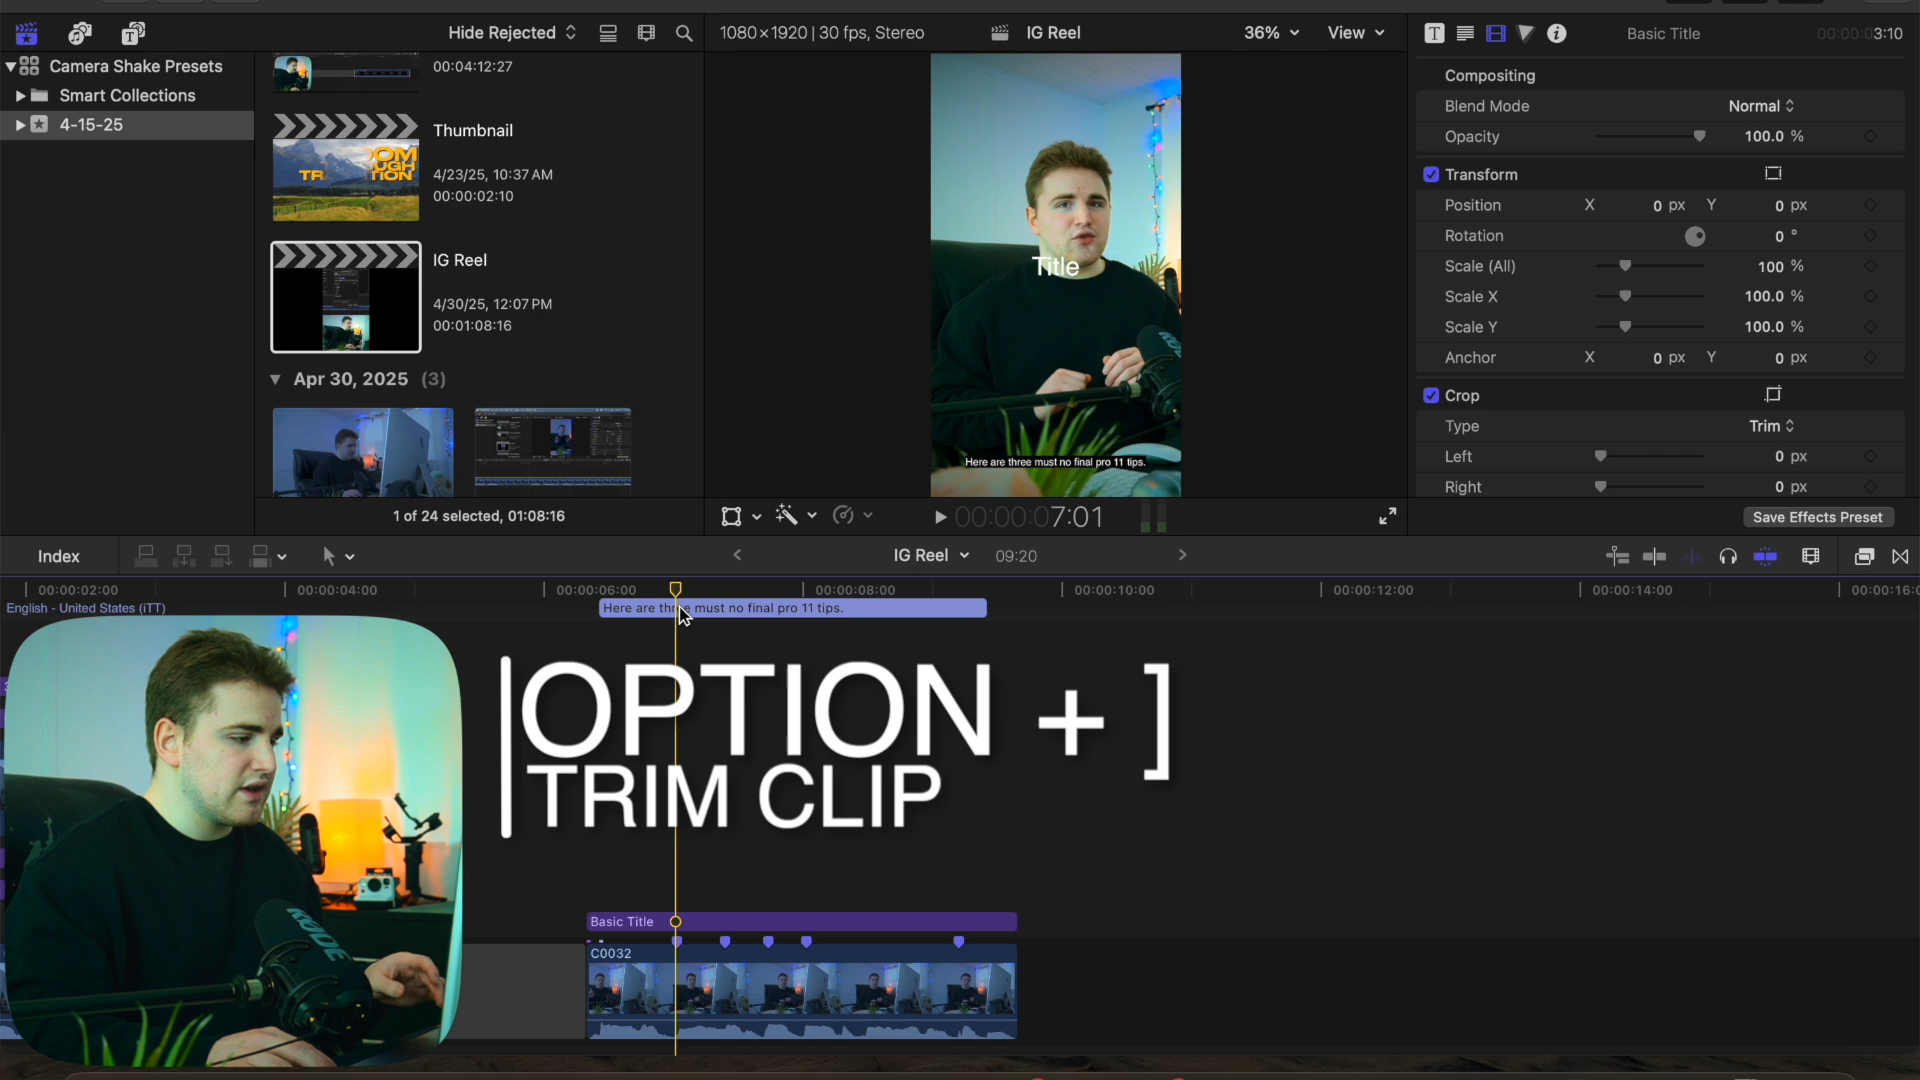 Hide Rejected
1080×1920 | 30 fps, Stereo
IG Reel
36%
View
Basic Title
00:00:03:10
Camera Shake Presets
Smart Collections
4-15-25
00:04:12:27
Thumbnail
4/23/25, 10:37 AM
00:00:02:10
IG Reel
4/30/25, 12:07 PM
00:01:08:16
Apr 30, 2025 (3)
1 of 24 selected, 01:08:16
Title
Here are three must no final pro 11 tips.
00:00:00:07:01
Compositing
Blend Mode Normal
Opacity 100.0 %
Transform
Position X 0 px Y 0 px
Rotation 0 °
Scale (All) 100 %
Scale X 100.0 %
Scale Y 100.0 %
Anchor X 0 px Y 0 px
Crop
Type Trim
Left 0 px
Right 0 px
Save Effects Preset
Index
IG Reel
09:20
00:00:02:00
00:00:04:00
00:00:06:00
00:00:08:00
00:00:10:00
00:00:12:00
00:00:14:00
00:00:16:0
English - United States (iTT)
Here are three must no final pro 11 tips.
OPTION + ]
TRIM CLIP
Basic Title
C0032
RØDE